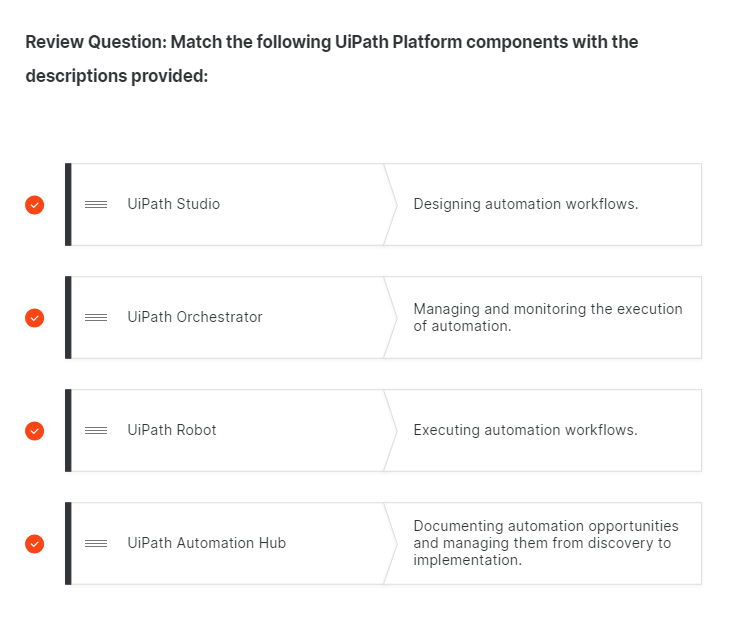 Review Question: Match the following UiPath Platform components with the
descriptions provided:
UiPath Studio
Designing automation workflows.
UiPath Orchestrator
Managing and monitoring the execution
of automation.
UiPath Robot
Executing automation workflows.
UiPath Automation Hub
Documenting automation opportunities
and managing them from discovery to
implementation.